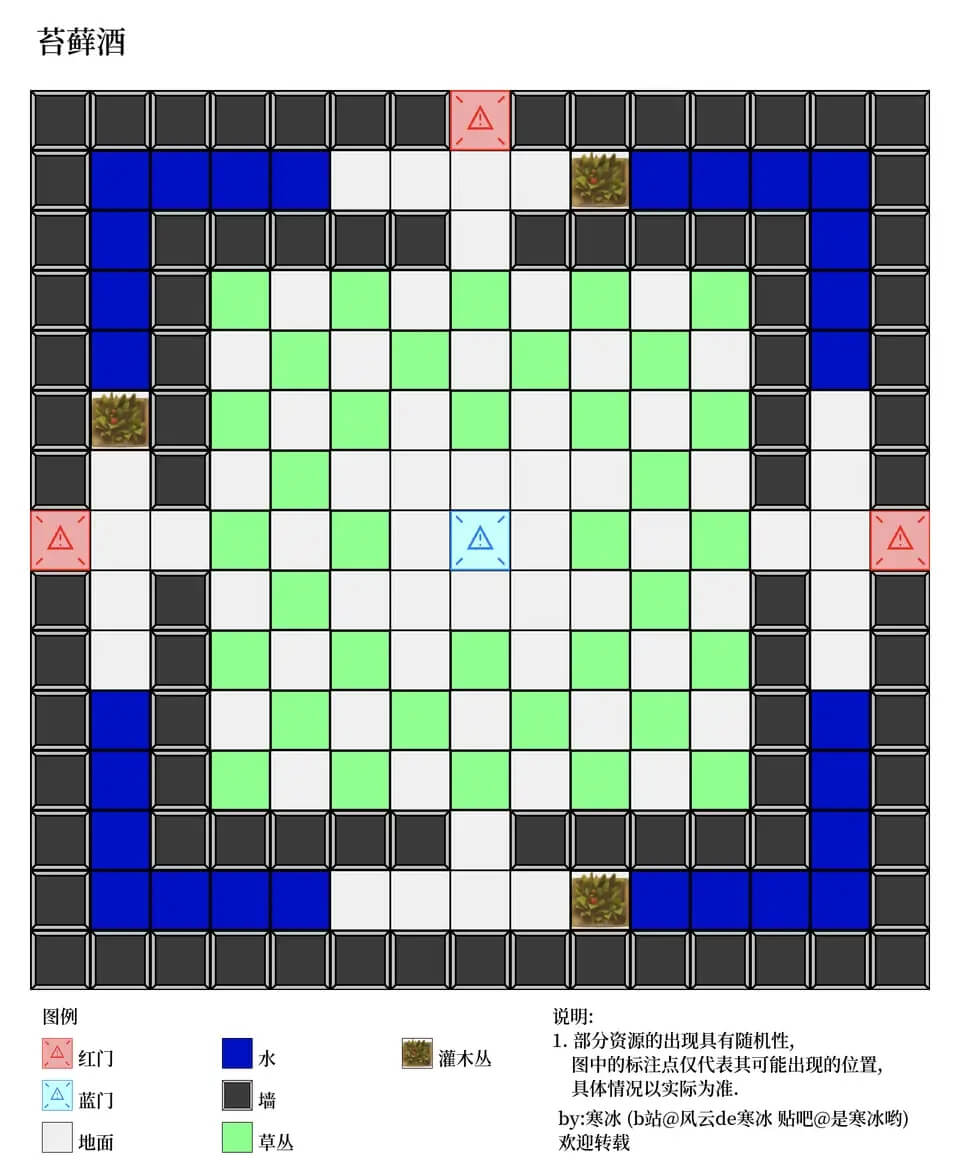 苔藓酒
图例
红门
水
灌木丛
蓝门
墙
地面
草丛
说明:
1. 部分资源的出现具有随机性,
图中的标注点仅代表其可能出现的位置,
具体情况以实际为准.
by:寒冰 (b站@风云de寒冰 贴吧@是寒冰哟)
欢迎转载